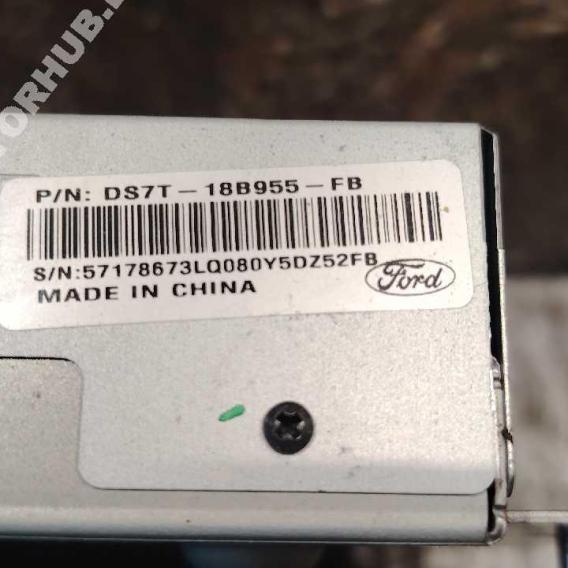 P/N: DS7T-18B955-FB
S/N:57178673LQ080Y5DZ52FB
Ford
MADE IN CHINA